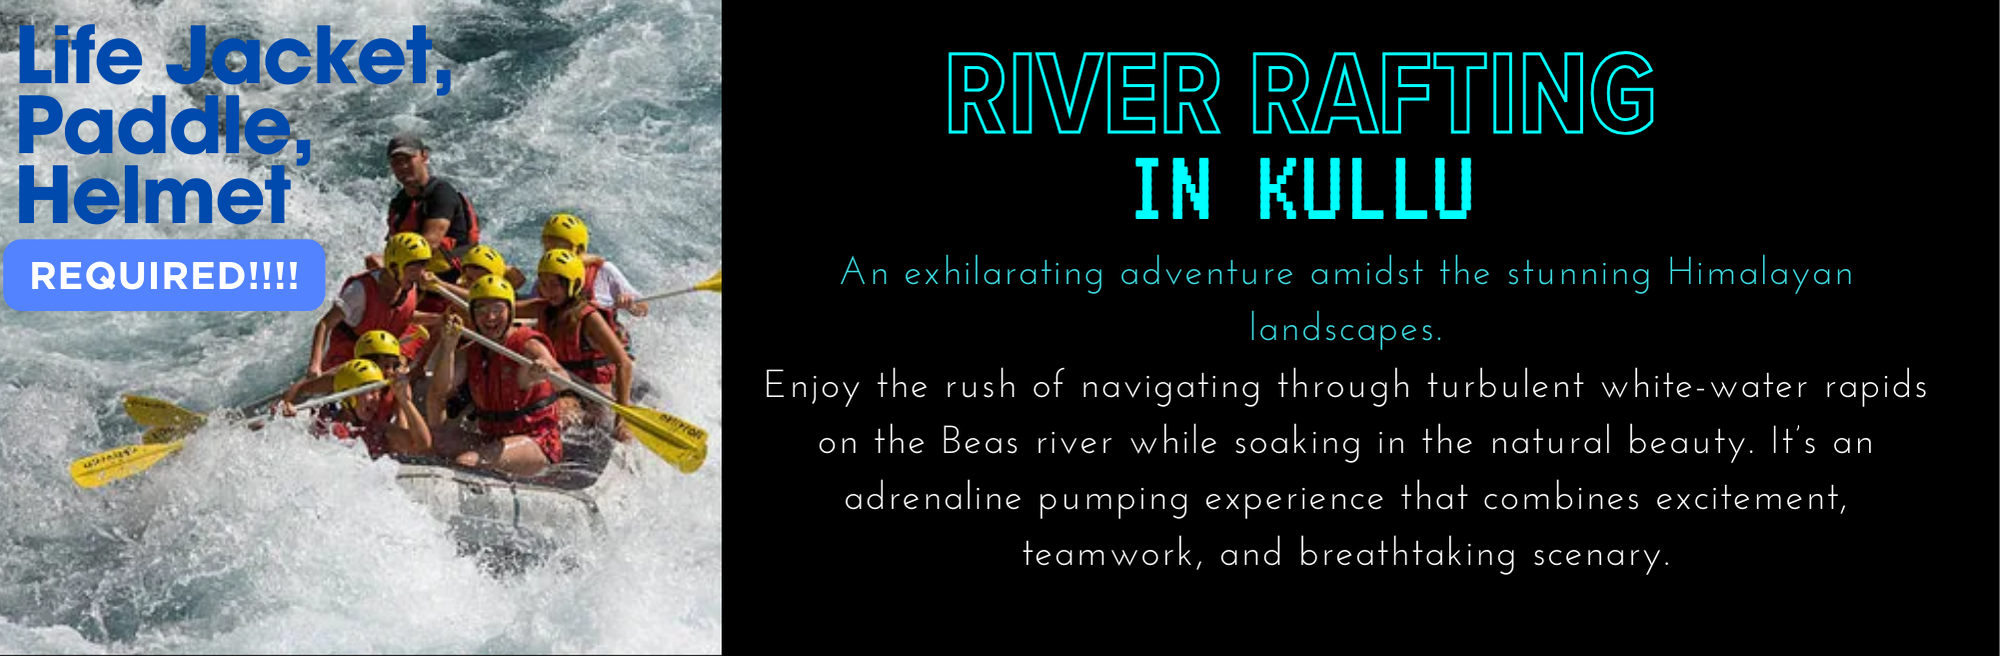 Life Jacket,
Paddle,
Helmet
REQUIRED!!!!
RIVER RAFTING
IN KULLU
An exhilarating adventure amidst the stunning Himalayan
landscapes.
Enjoy the rush of navigating through turbulent white-water rapids
on the Beas river while soaking in the natural beauty. It's an
adrenaline pumping experience that combines excitement,
teamwork, and breathtaking scenary.